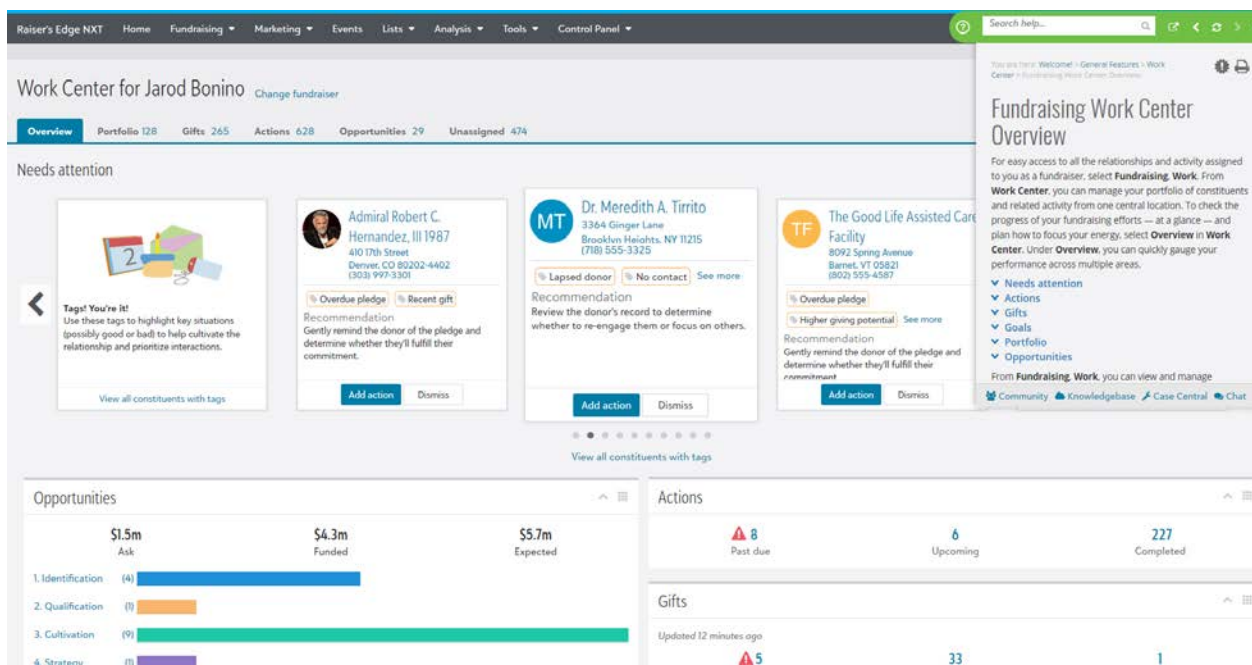 Raiser's Edge NXT Home Fundraising Marketing Events Lists Analysis Tools Control Panel
Search help...
Work Center for Jarod Bonino Change fundraiser
Overview Portfolio 128 Gifts 265 Actions 628 Opportunities 29 Unassigned 474
Needs attention
Tags! You're it!
Use these tags to highlight key situations
(possibly good or bad) to help cultivate the
relationship and prioritize interactions.
View all constituents with tags
Admiral Robert C.
Hernandez, III 1987
410 17th Street
Denver, CO 80202-4402
(303) 997-3301
Overdue pledge Recent gift
Recommendation
Gently remind the donor of the pledge and
determine whether they'll fulfill their
commitment.
Add action Dismiss
MT
Dr. Meredith A. Tirrito
3364 Ginger Lane
Brooklyn Heights, NY 11215
(718) 555-3325
Lapsed donor No contact See more
Recommendation
Review the donor's record to determine
whether to re-engage them or focus on others.
Add action Dismiss
TF
The Good Life Assisted Care
Facility
8092 Spring Avenue
Barnet, VT 05821
(802) 555-4587
Overdue pledge
Higher giving potential See more
Recommendation
Gently remind the donor of the pledge and
determine whether they'll fulfill their
commitment
Add action Dismiss
View all constituents with tags
You are here: Welcome! > General Features > Work
Center > Fundraising Work Center Overview
Fundraising Work Center
Overview
For easy access to all the relationships and activity assigned
to you as a fundraiser, select Fundraising, Work. From
Work Center, you can manage your portfolio of constituents
and related activity from one central location. To check the
progress of your fundraising efforts — at a glance — and
plan how to focus your energy, select Overview in Work
Center. Under Overview, you can quickly gauge your
performance across multiple areas.
Needs attention
Actions
Gifts
Goals
Portfolio
Opportunities
From Fundraising, Work, you can view and manage
Community Knowledgebase Case Central Chat
Opportunities
$1.5m $4.3m $5.7m
Ask Funded Expected
1. Identification (4)
2. Qualification (1)
3. Cultivation (9)
4. Strategy (1)
Actions
8 6 227
Past due Upcoming Completed
Gifts
Updated 12 minutes ago
5 33 1